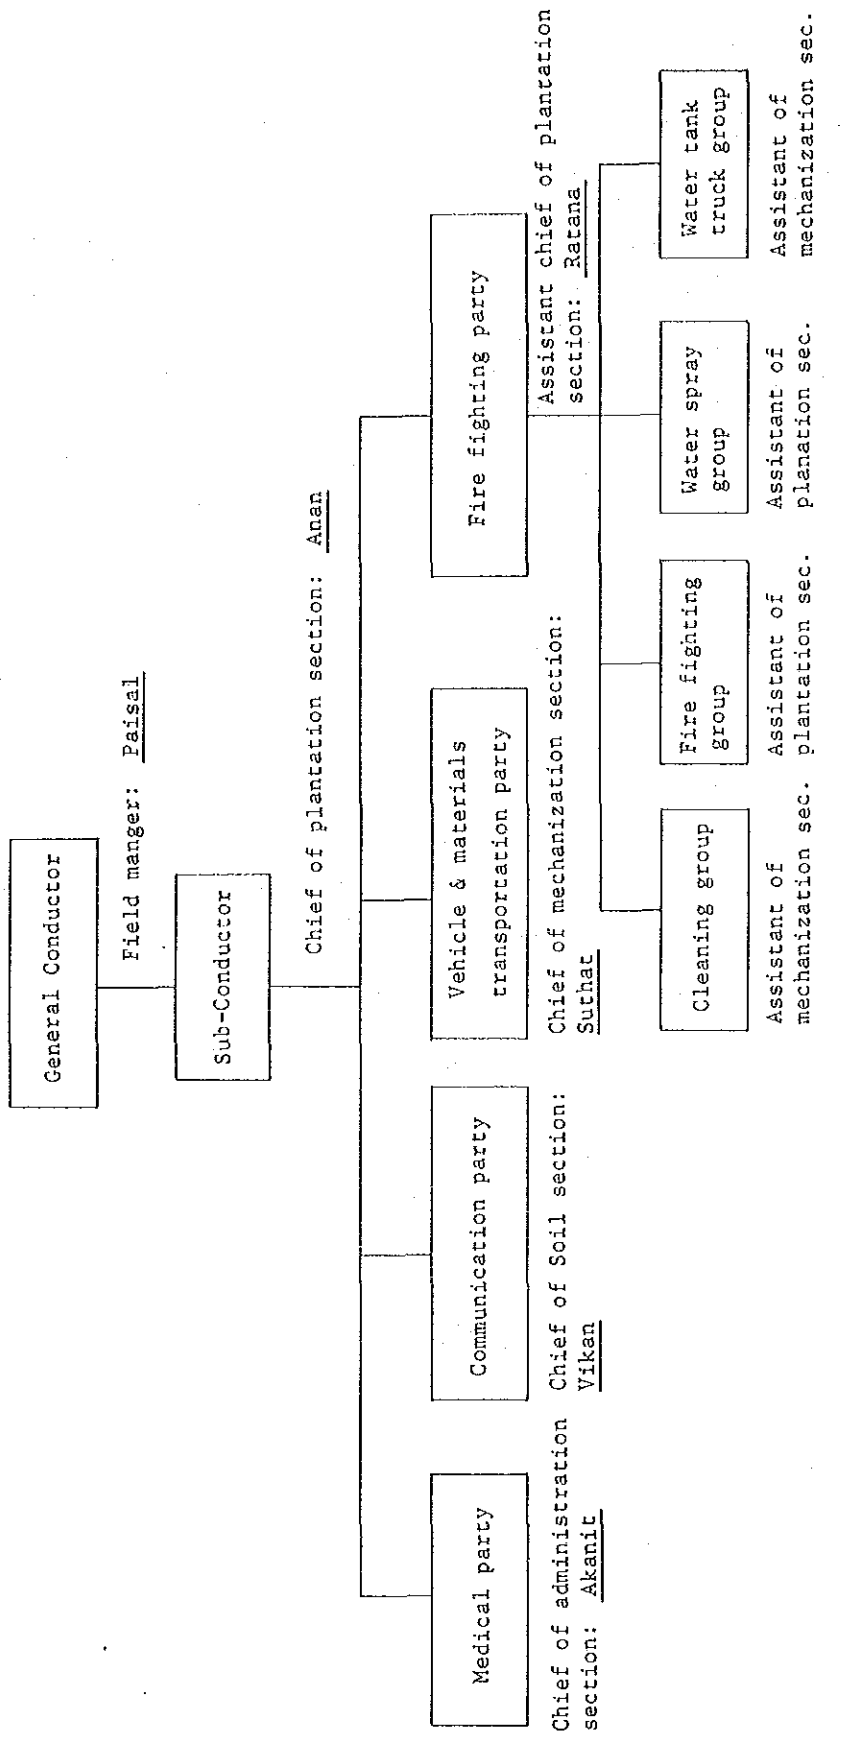 General Conductor
Field manger: Paisal
Sub-Conductor
Chief of plantation section: Anan
Medical party
Chief of administration
section: Akanit
Communication party
Chief of Soil section:
Vikan
Vehicle & materials
transportation party
Chief of mechanization section:
Suthat
Fire fighting party
Assistant chief of plantation
section: Ratana
Cleaning group
Assistant of
mechanization sec.
Fire fighting
group
Assistant of
plantation sec.
Water spray
group
Assistant of
planation sec.
Water tank
truck group
Assistant of
mechanization sec.